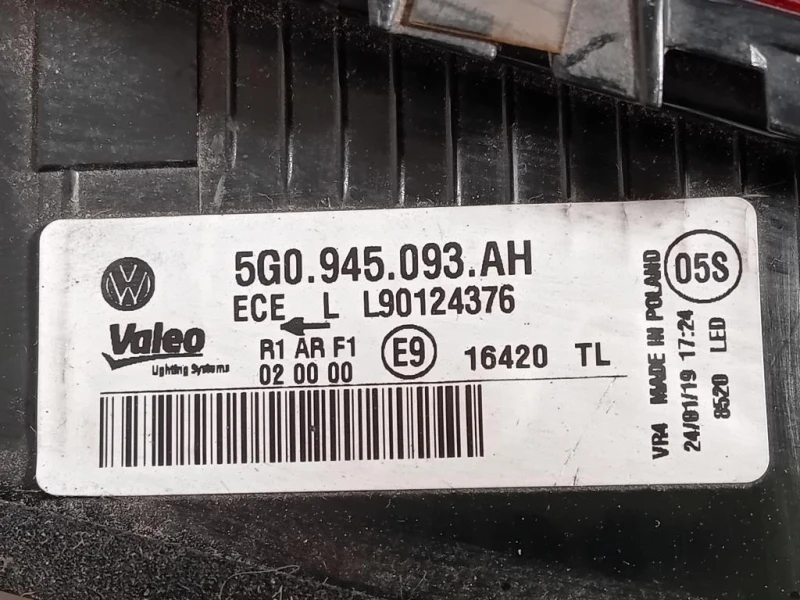 5G0.945.093.AH
ECE L L90124376
Valeo
Lighting Systems
R1 AR F1
02 00 00
E9
16420 TL
VR4 MADE IN POLAND
24/01/19 17:24
8520 LED
05S